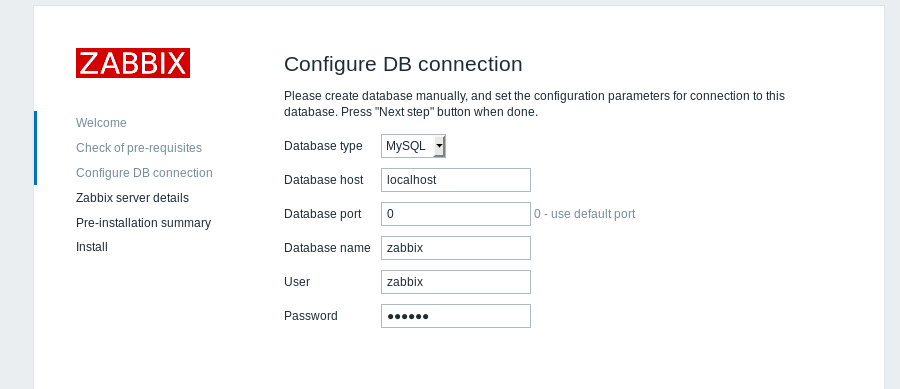 ZABBIX
Welcome
Check of pre-requisites
Configure DB connection
Zabbix server details
Pre-installation summary
Install
Configure DB connection
Please create database manually, and set the configuration parameters for connection to this
database. Press "Next step" button when done.
Database type MySQL
Database host localhost
Database port 0 0 - use default port
Database name zabbix
User zabbix
Password ●●●●●●